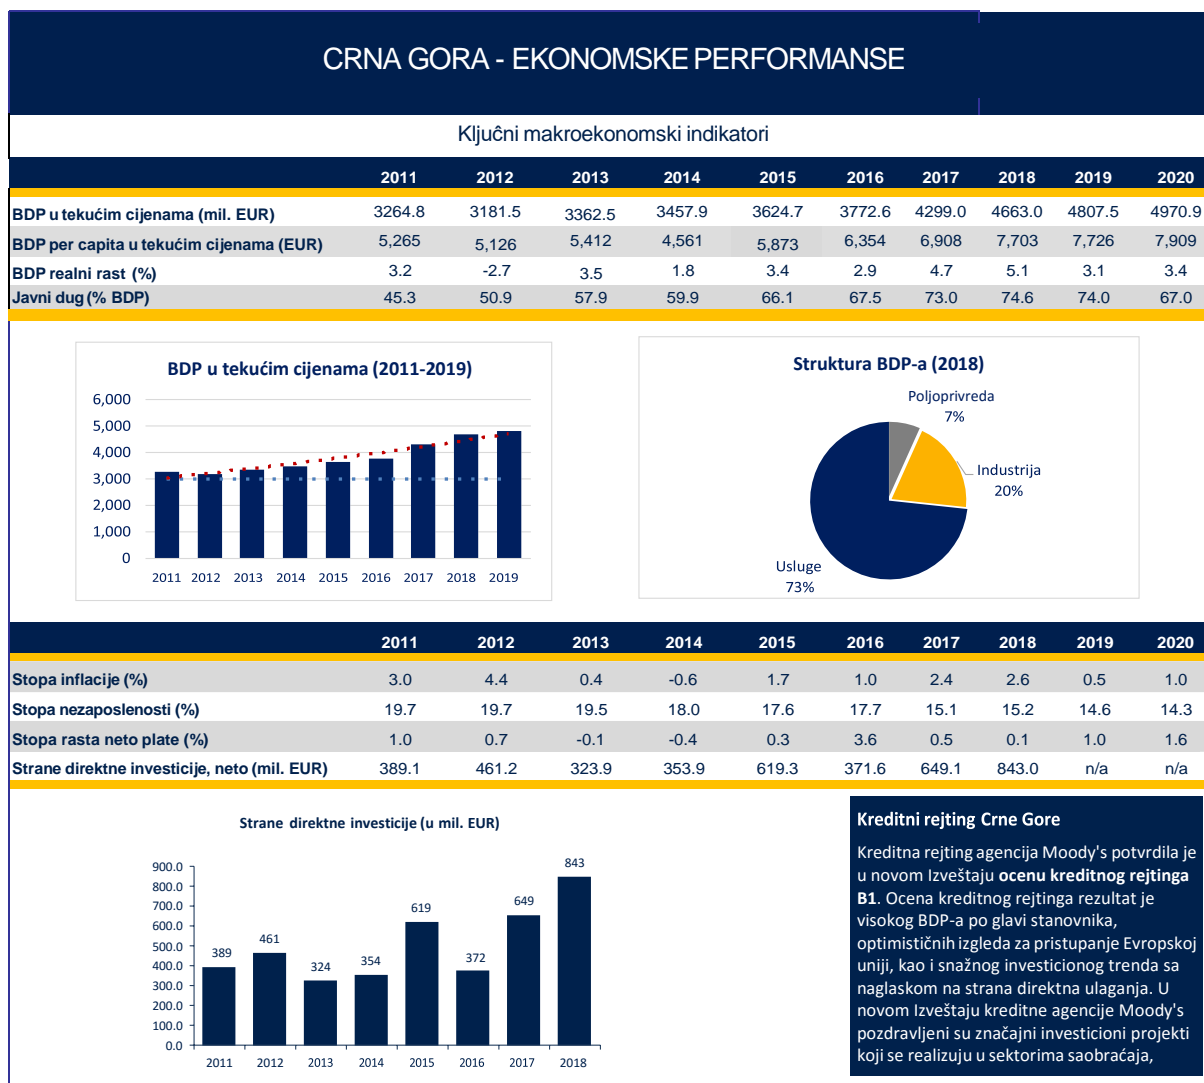 CRNA GORA - EKONOMSKE PERFORMANSE
Ključni makroekonomski indikatori
2011 2012 2013 2014 2015 2016 2017 2018 2019 2020
BDP u tekućim cijenama (mil. EUR) 3264.8 3181.5 3362.5 3457.9 3624.7 3772.6 4299.0 4663.0 4807.5 4970.9
BDP per capita u tekućim cijenama (EUR) 5,265 5,126 5,412 4,561 5,873 6,354 6,908 7,703 7,726 7,909
BDP realni rast (%) 3.2 -2.7 3.5 1.8 3.4 2.9 4.7 5.1 3.1 3.4
Javni dug (% BDP) 45.3 50.9 57.9 59.9 66.1 67.5 73.0 74.6 74.0 67.0
BDP u tekućim cijenama (2011-2019)
6,000
5,000
4,000
3,000
2,000
1,000
0
2011 2012 2013 2014 2015 2016 2017 2018 2019
Struktura BDP-a (2018)
Poljoprivreda
7%
Industrija
20%
Usluge
73%
2011 2012 2013 2014 2015 2016 2017 2018 2019 2020
Stopa inflacije (%) 3.0 4.4 0.4 -0.6 1.7 1.0 2.4 2.6 0.5 1.0
Stopa nezaposlenosti (%) 19.7 19.7 19.5 18.0 17.6 17.7 15.1 15.2 14.6 14.3
Stopa rasta neto plate (%) 1.0 0.7 -0.1 -0.4 0.3 3.6 0.5 0.1 1.0 1.6
Strane direktne investicije, neto (mil. EUR) 389.1 461.2 323.9 353.9 619.3 371.6 649.1 843.0 n/a n/a
Strane direktne investicije (u mil. EUR)
900.0
800.0
700.0
600.0
500.0
400.0
300.0
200.0
100.0
0.0
389 461 324 354 619 372 649 843
2011 2012 2013 2014 2015 2016 2017 2018
Kreditni rejting Crne Gore
Kreditna rejting agencija Moody's potvrdila je
u novom Izveštaju ocenu kreditnog rejtinga
B1. Ocena kreditnog rejtinga rezultat je
visokog BDP-a po glavi stanovnika,
optimističnih izgleda za pristupanje Evropskoj
uniji, kao i snažnog investicionog trenda sa
naglaskom na strana direktna ulaganja. U
novom Izveštaju kreditne agencije Moody's
pozdravljeni su značajni investicioni projekti
koji se realizuju u sektorima saobraćaja,